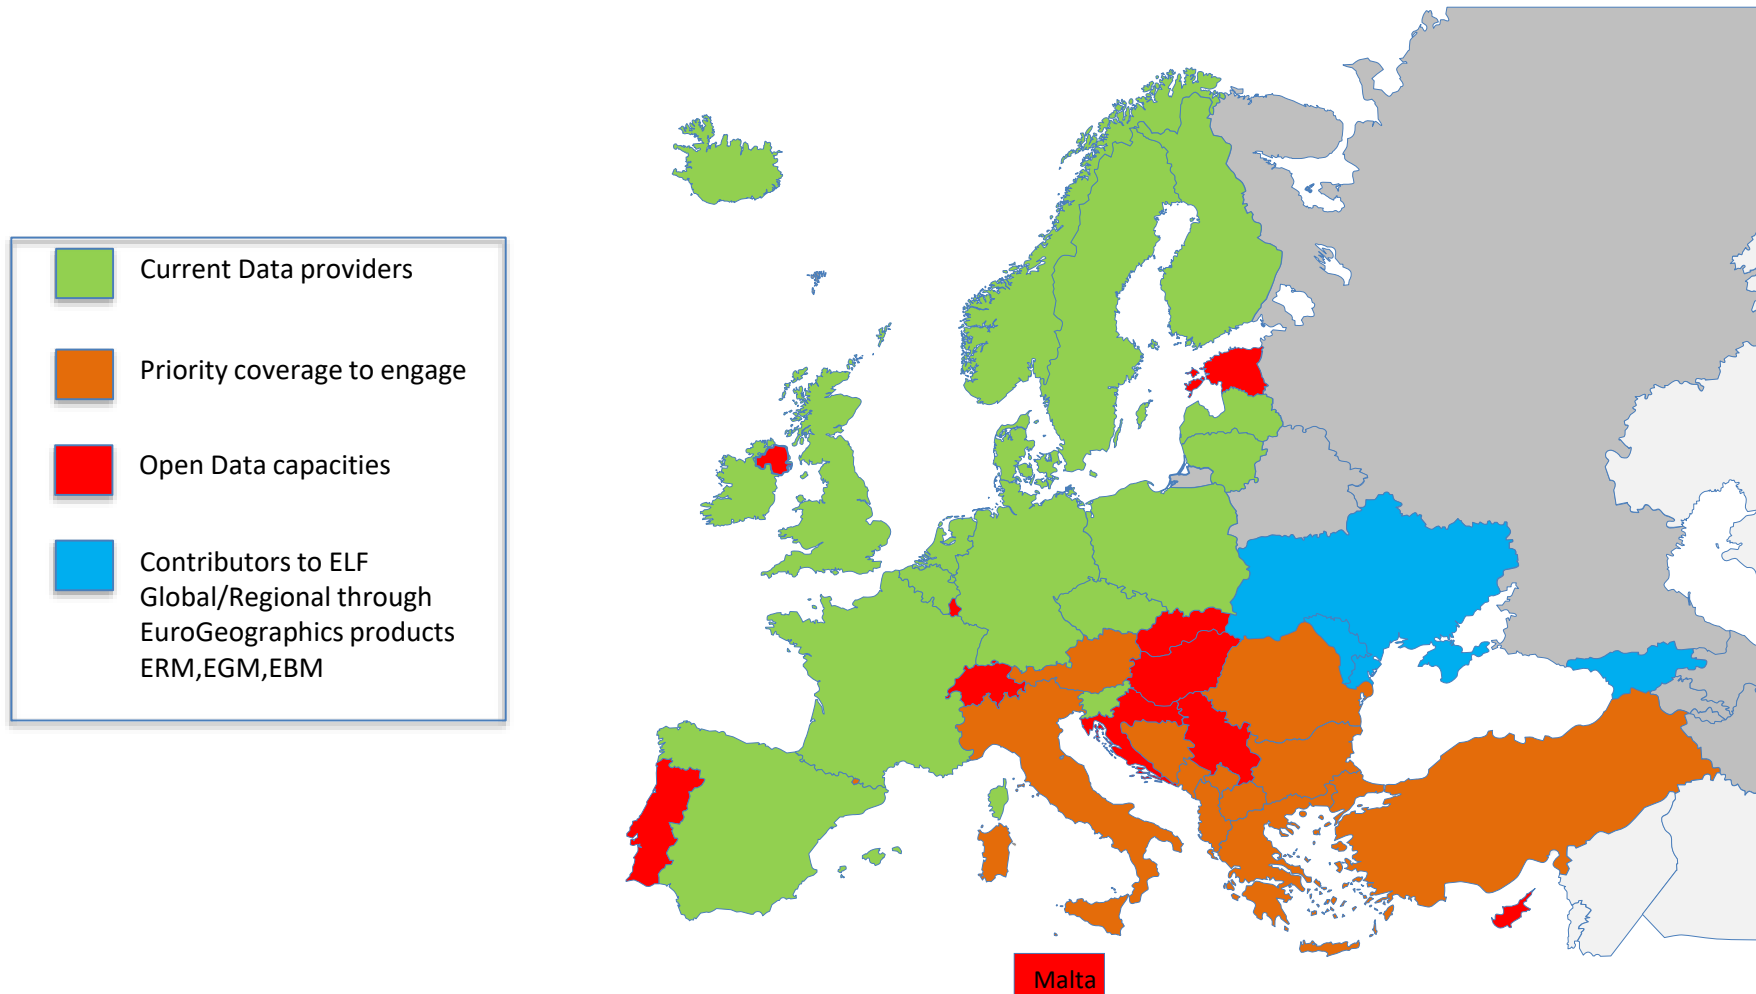 Current Data providers
Priority coverage to engage
Open Data capacities
Contributors to ELF
Global/Regional through
EuroGeographics products
ERM,EGM,EBM
Malta